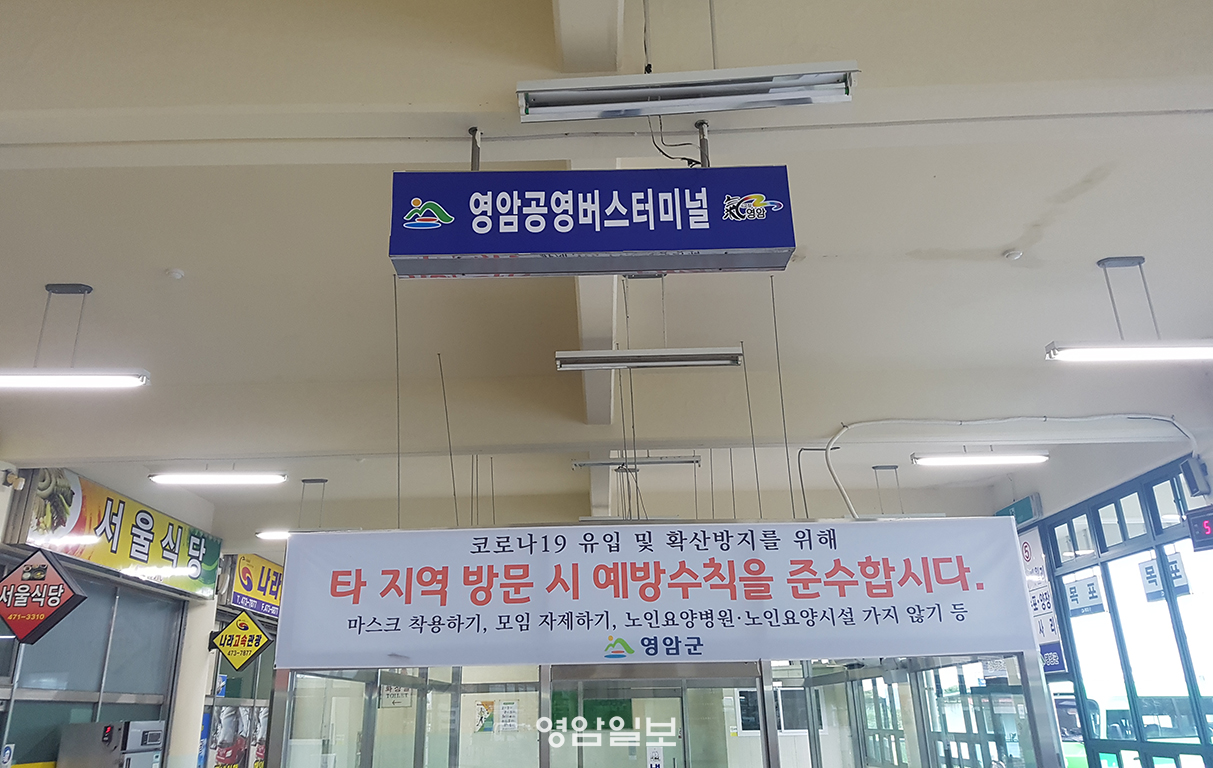 영암공영버스터미널
氣영암
코로나19 유입 및 확산방지를 위해
타 지역 방문 시 예방수칙을 준수합시다.
마스크 착용하기, 모임 자제하기, 노인요양병원·노인요양시설 가지 않기 등
영암군
서울식당
서울식당
471-3310
나라
나라고속관광
473-7877
목포
목포
5
영암일보